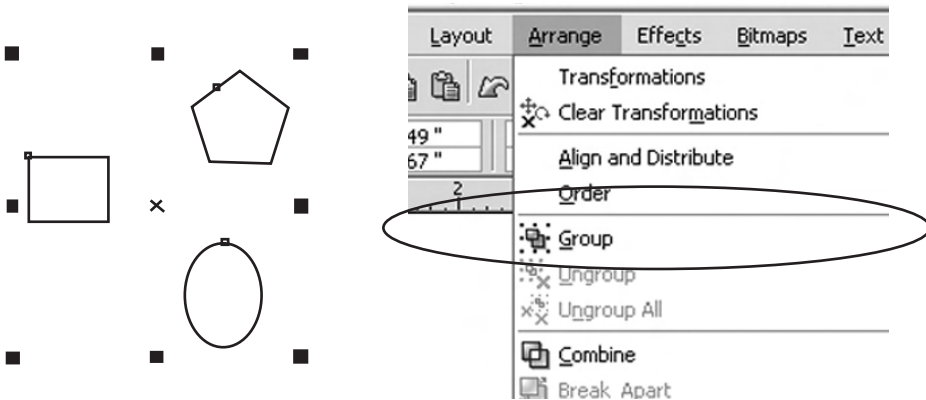 Layout Arrange Effects Bitmaps Text
Transformations
Clear Transformations
49 "
67 "
Align and Distribute
2
Order
Group
Ungroup
Ungroup All
Combine
Break Apart